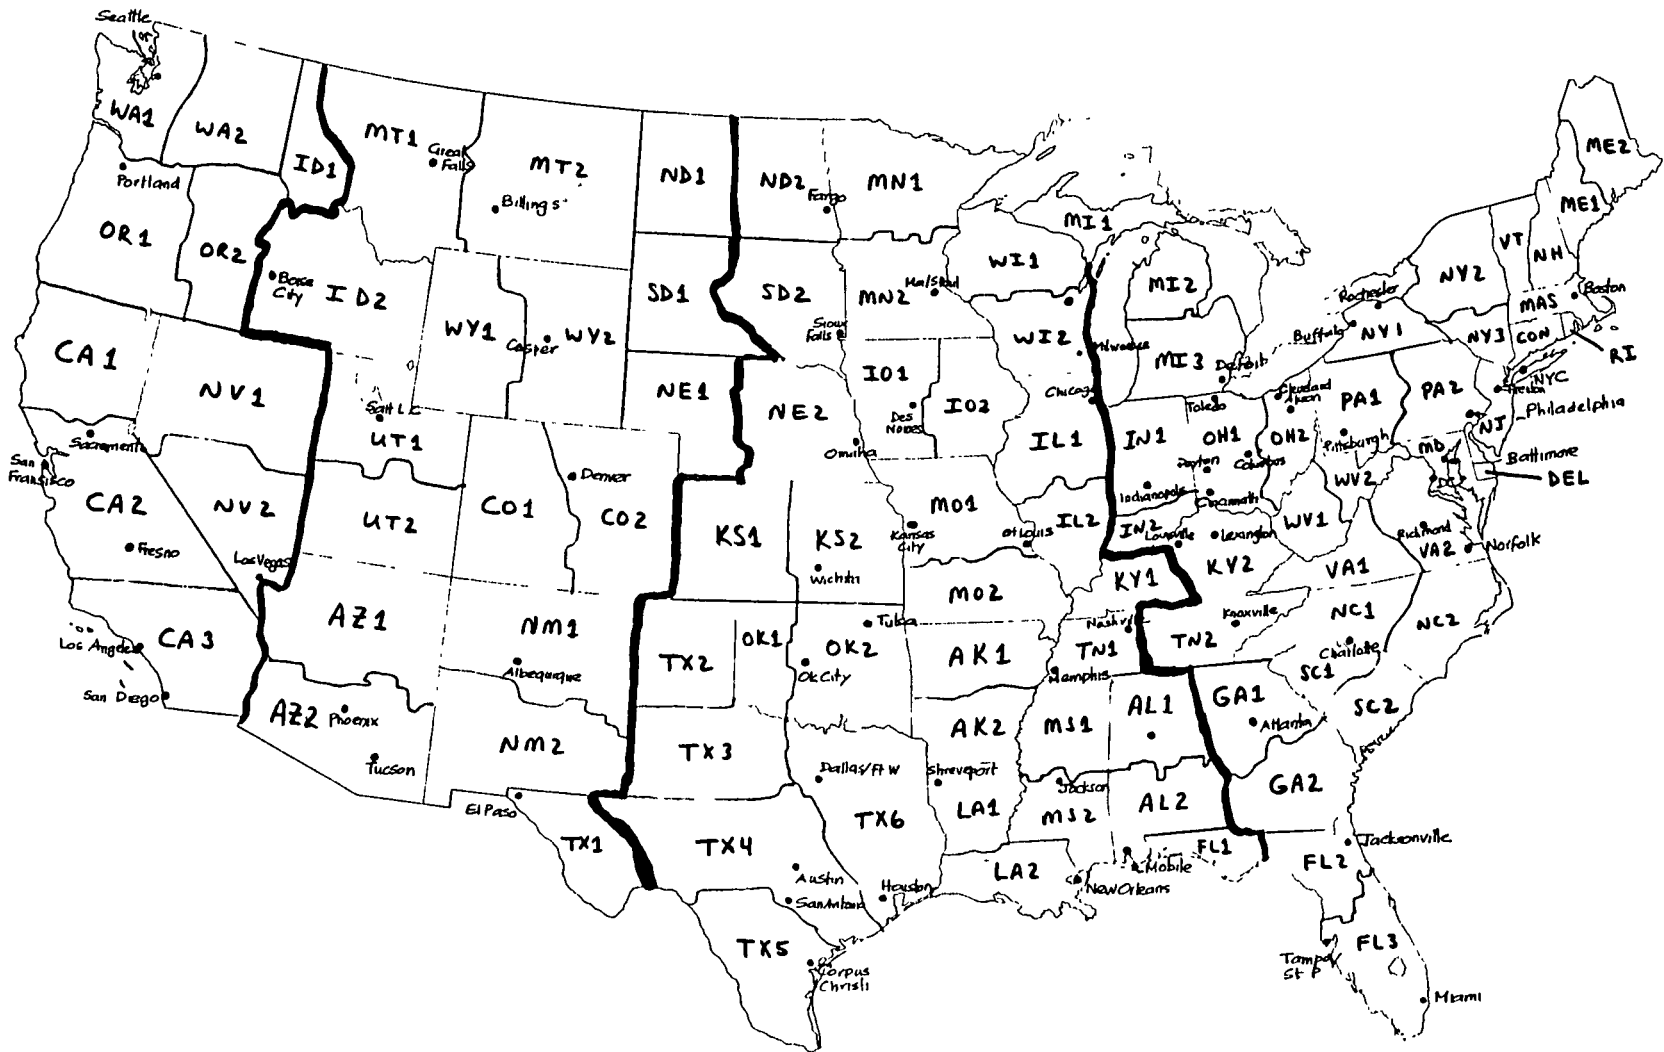 Seattle
WA1
WA2
ID1
MT1
Great
Falls
MT2
Billings
ND1
ND2
Fargo
MN1
MI1
ME2
ME1
VT
NH
NY2
Portland
OR1
OR2
Boise
City
ID2
WY1
Casper
WY2
SD1
SD2
Sioux
Falls
MN2
WI1
WI2
MI2
MI3
Detroit
Rochester
Buffalo
NY1
NY3
MAS
Boston
CON
RI
NYC
CA1
NV1
Salt L C
UT1
NE1
NE2
Omaha
IO1
Des
IO2
Chicago
IL1
IN1
Toledo
OH1
OH2
PA1
PA2
Pittsburgh
NJ
Philadelphia
Baltimore
MD
DC
DEL
Sacramento
San
Fransisco
CA2
Fresno
NV2
Las Vegas
UT2
CO1
Denver
CO2
KS1
KS2
Wichita
Kansas
City
MO1
St Louis
IL2
Indianapolis
IN2
Dayton
Columbus
Louisville
Lexington
WV1
WV2
Richmond
VA2
Norfolk
VA1
CA3
Los Angeles
San Diego
AZ1
AZ2
Phoenix
Tucson
NM1
Albequique
NM2
El Paso
TX1
TX2
OK1
OK2
Tulsa
Ok City
MO2
AK1
KY1
KY2
Nashville
TN1
Memphis
TN2
Knoxville
NC1
Charlotte
NC2
SC1
SC2
TX3
Dallas/Ft W
TX6
AK2
Shreveport
LA1
MS1
Jackson
MS2
AL1
AL2
GA1
Atlanta
GA2
TX4
Austin
San Antonio
Houston
LA2
New Orleans
Mobile
FL1
Jacksonville
FL2
TX5
Corpus
Christi
FL3
Tampa
St P
Miami